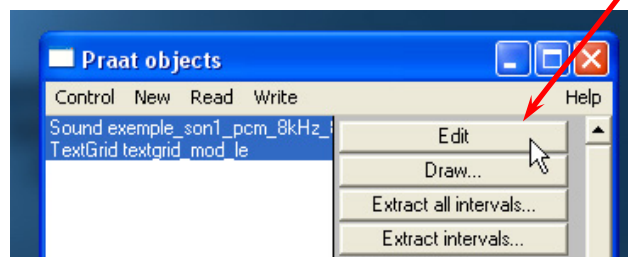 Praat objects
Control New Read Write Help
Sound exemple_son1_pcm_8kHz_
TextGrid textgrid_mod_le
Edit
Draw...
Extract all intervals...
Extract intervals...